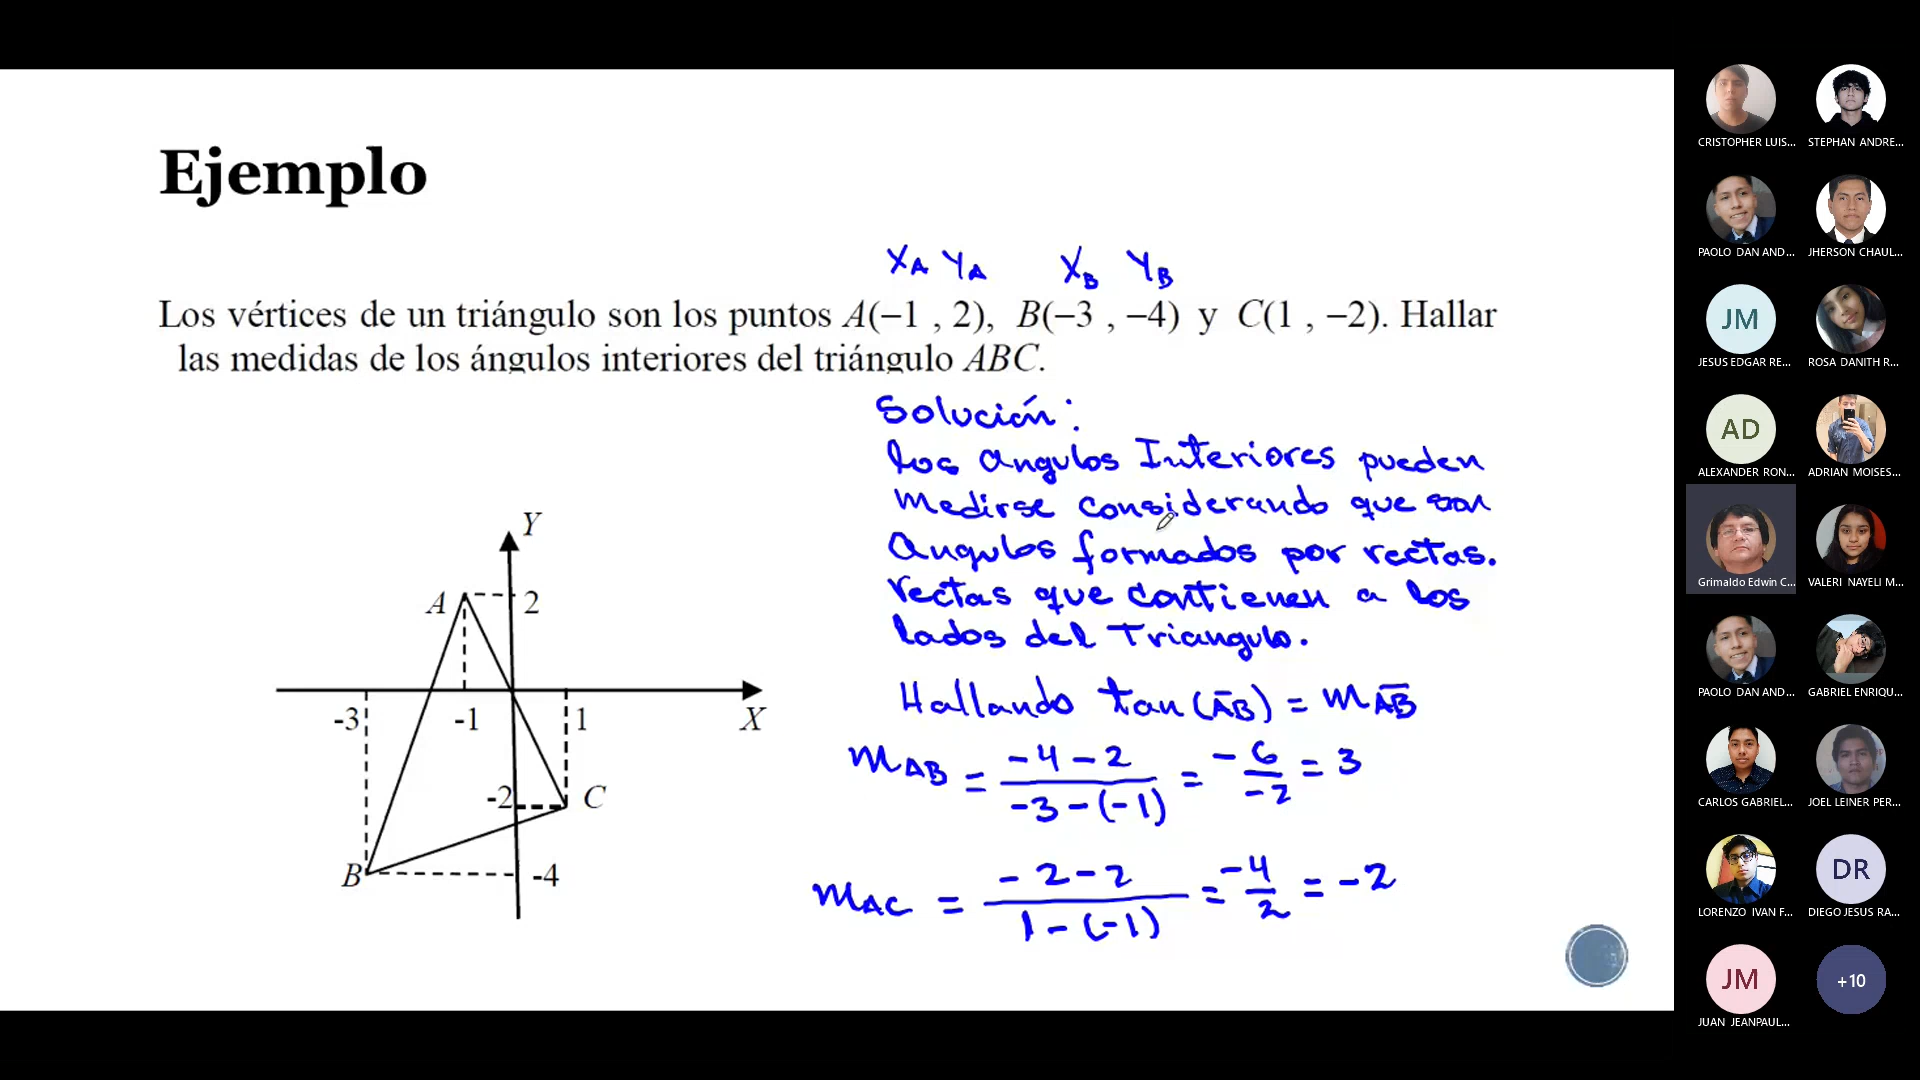 Ejemplo
XA YA XB YB
Los vértices de un triángulo son los puntos A(−1 , 2), B(−3 , −4) y C(1 , −2). Hallar
las medidas de los ángulos interiores del triángulo ABC.
Solución:
los angulos Interiores pueden
Medirse considerando que son
Angulos formados por rectas.
rectas que contienen a los
lados del Triangulo.
Hallando tan(AB) = mAB
mAB = -4-2 / -3-(-1) = -6/-2 = 3
mAC = -2-2 / 1-(-1) = -4/2 = -2
Y
A 2
-3 -1 1 X
-2 C
B -4
CRISTOPHER LUIS... STEPHAN ANDRE...
PAOLO DAN AND... JHERSON CHAUL...
JM
JESUS EDGAR RE... ROSA DANITH R...
AD
ALEXANDER RON... ADRIAN MOISES...
Grimaldo Edwin C... VALERI NAYELI M...
PAOLO DAN AND... GABRIEL ENRIQU...
CARLOS GABRIEL... JOEL LEINER PER...
DR
LORENZO IVAN F... DIEGO JESUS RA...
JM +10
JUAN JEANPAUL...